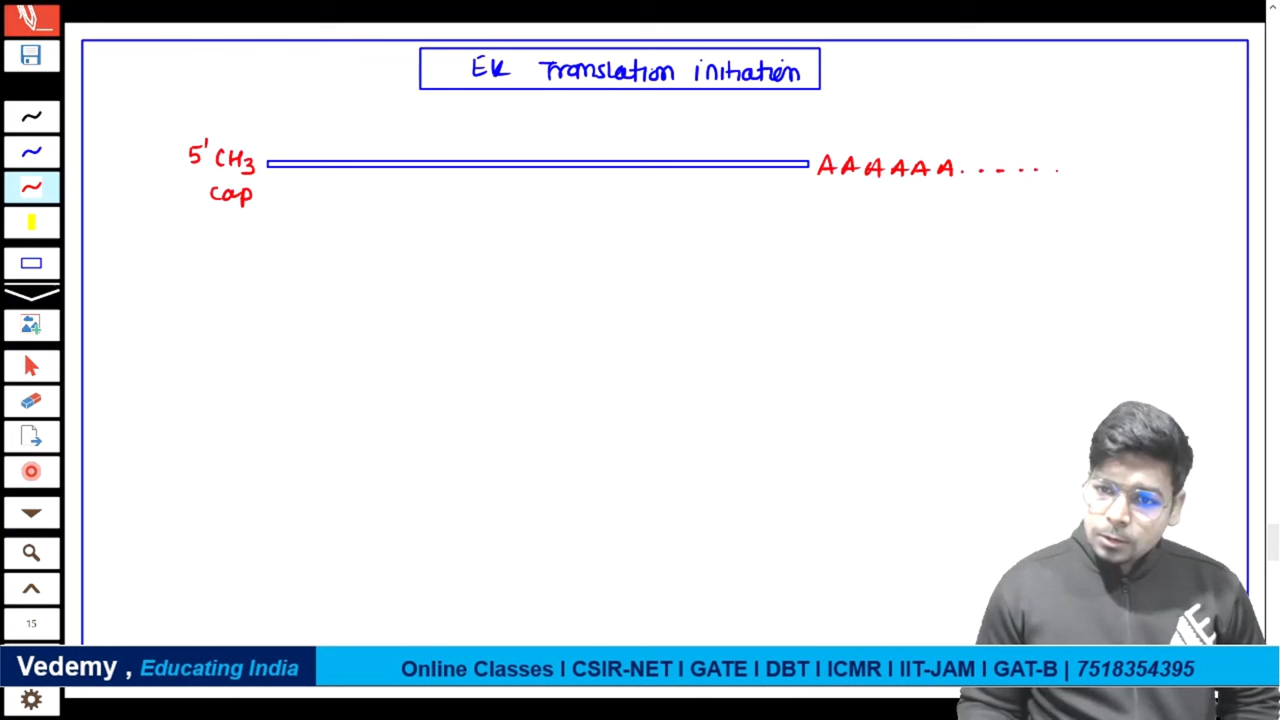 EK Translation initiation
5' CH3 AAAAAA......
cap
15
Vedemy , Educating India Online Classes I CSIR-NET I GATE I DBT I ICMR I IIT-JAM I GAT-B | 7518354395